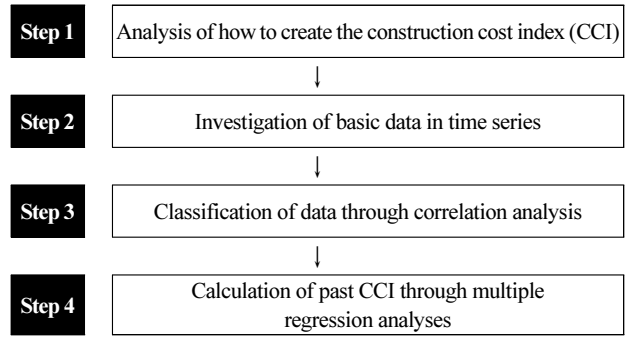 Step 1
Analysis of how to create the construction cost index (CCI)
Step 2
Investigation of basic data in time series
Step 3
Classification of data through correlation analysis
Step 4
Calculation of past CCI through multiple
regression analyses